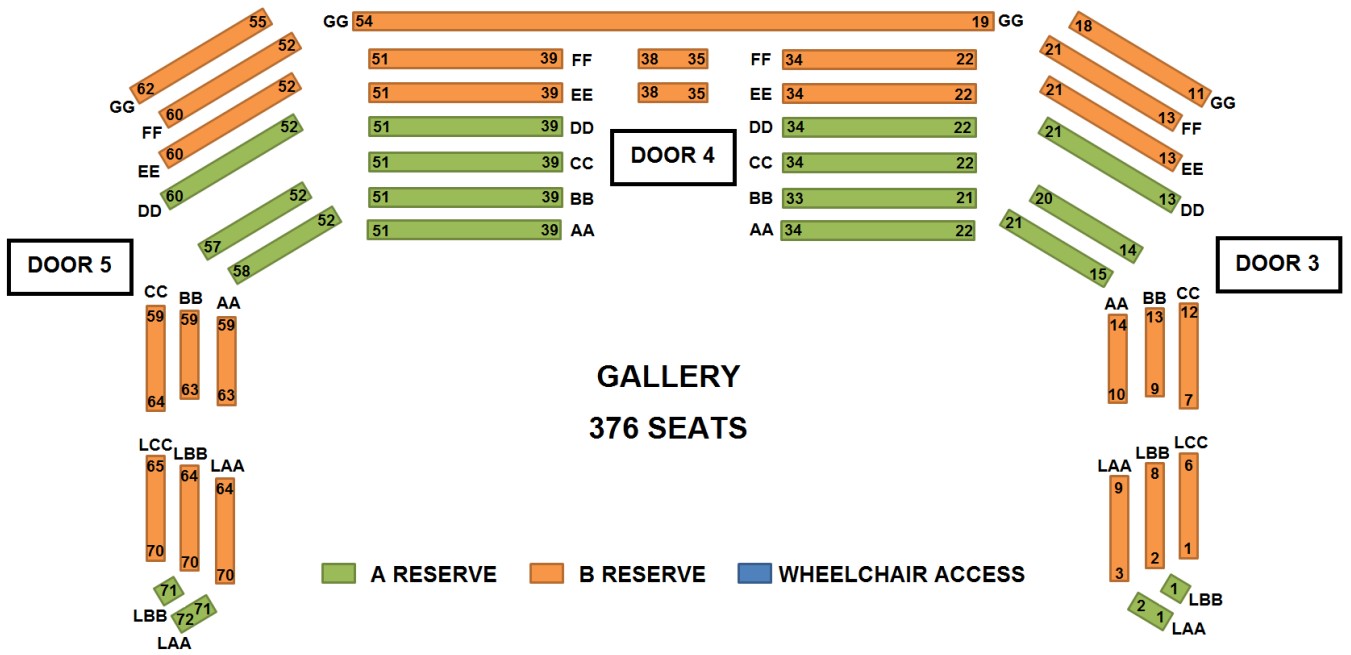 GG 54 19 GG
55 62 GG
18 11 GG
52 60 FF
51 39 FF 38 35 FF 34 22
21 13 FF
52 60 EE
51 39 EE 38 35 EE 34 22
21 13 EE
52 60 DD
51 39 DD DOOR 4 DD 34 22
21 13 DD
51 39 CC CC 34 22
52 57
51 39 BB BB 33 21
20 14
52 58
51 39 AA AA 34 22
21 15
DOOR 5
DOOR 3
CC BB AA
59 59 59
64 63 63
AA BB CC
14 13 12
10 9 7
GALLERY
376 SEATS
LCC LBB LAA
65 64 64
70 70 70
LAA LBB LCC
9 8 6
3 2 1
A RESERVE B RESERVE WHEELCHAIR ACCESS
71 LBB
72 71 LAA
1 LBB
2 1 LAA